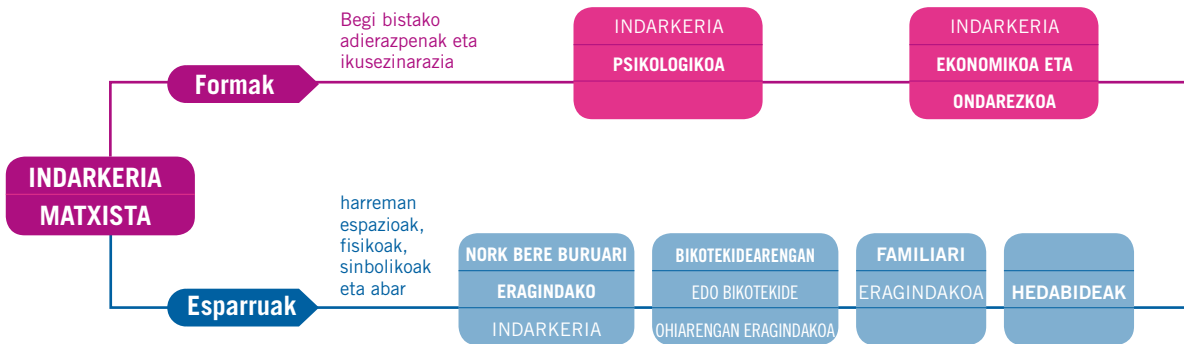 Begi bistako
adierazpenak eta
ikusezinarazia
INDARKERIA
PSIKOLOGIKOA
INDARKERIA
EKONOMIKOA ETA
ONDAREZKOA
Formak
INDARKERIA
MATXISTA
harreman
espazioak,
fisikoak,
sinbolikoak
eta abar
Esparruak
NORK BERE BURUARI
ERAGINDAKO
INDARKERIA
BIKOTEKIDEARENGAN
EDO BIKOTEKIDE
OHIARENGAN ERAGINDAKOA
FAMILIARI
ERAGINDAKOA
HEDABIDEAK